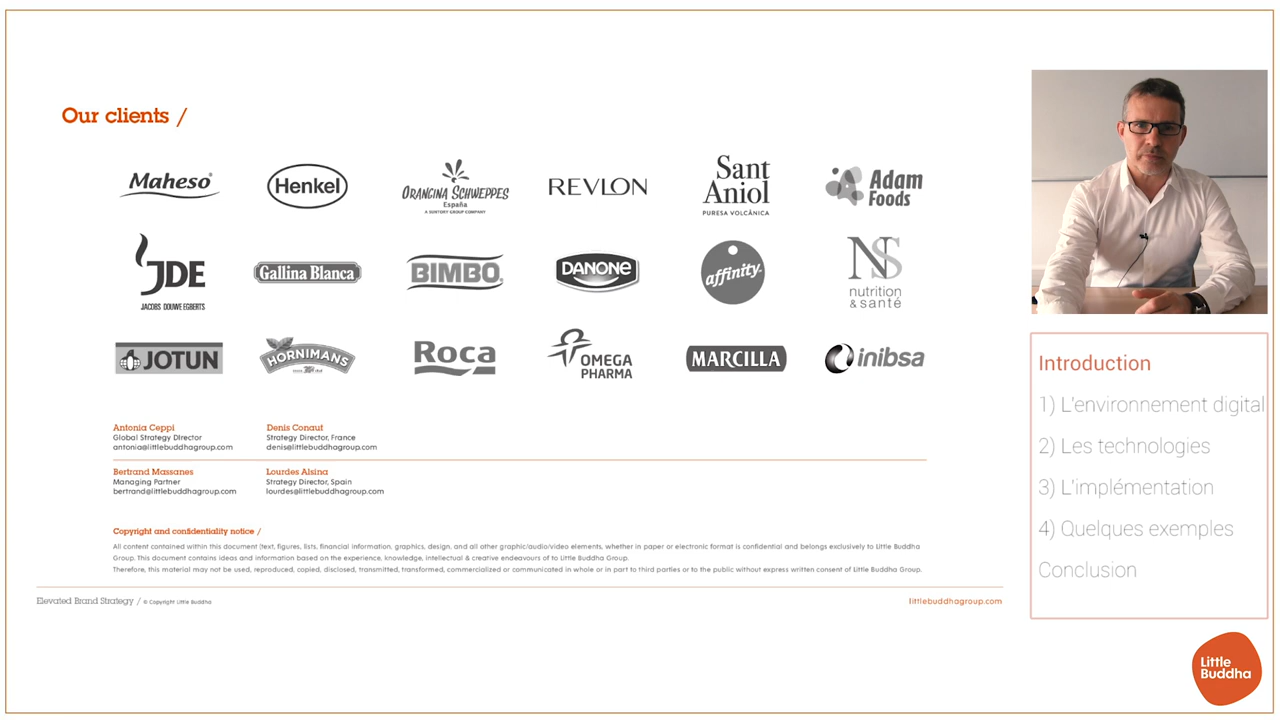 Our clients /
Maheso®
Henkel
ORANGINA SCHWEPPES
España
A SUNTORY GROUP COMPANY
REVLON
Sant
Aniol
PURESA VOLCÀNICA
Adam
Foods
JDE
JACOBS DOUWE EGBERTS
Gallina Blanca
BIMBO
DANONE
affinity
NS
nutrition
& santé
JOTUN
HORNIMANS
Roca
OMEGA
PHARMA
MARCILLA
inibsa
Antonia Ceppi
Global Strategy DIrector
antonia@littlebuddhagroup.com
Denis Conaut
Strategy Director, France
denis@littlebuddhagroup.com
Bertrand Massanes
Managing Partner
bertrand@littlebuddhagroup.com
Lourdes Alsina
Strategy Director, Spain
lourdes@littlebuddhagroup.com
Copyright and confidentiality notice /
All content contained within this document (text, figures, lists, financial information, graphics, design, and all other graphic/audio/video elements, whether in paper or electronic format is confidential and belongs exclusively to Little Buddha
Group. This document contains ideas and information based on the experience, knowledge, intellectual & creative endeavours of to Little Buddha Group.
Therefore, this material may not be used, reproduced, copied, disclosed, transmitted, transformed, commercialized or communicated in whole or in part to third parties or to the public without express written consent of Little Buddha Group.
Elevated Brand Strategy / © Copyright Little Buddha
littlebuddhagroup.com
Introduction
1) L'environnement digital
2) Les technologies
3) L'implémentation
4) Quelques exemples
Conclusion
Little
Buddha